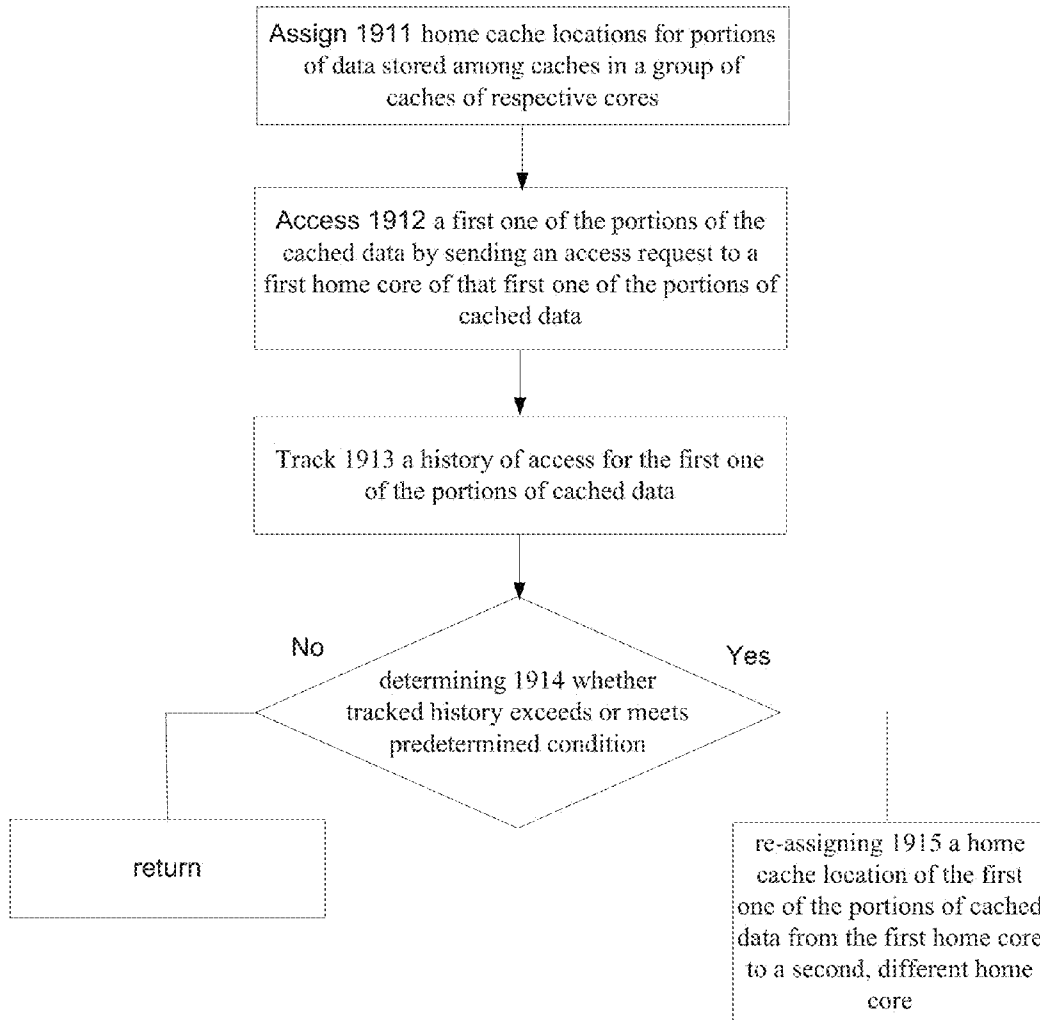 Assign 1911 home cache locations for portions
of data stored among caches in a group of
caches of respective cores
Access 1912 a first one of the portions of the
cached data by sending an access request to a
first home core of that first one of the portions of
cached data
Track 1913 a history of access for the first one
of the portions of cached data
No
Yes
determining 1914 whether
tracked history exceeds or meets
predetermined condition
return
re-assigning 1915 a home
cache location of the first
one of the portions of cached
data from the first home core
to a second, different home
core